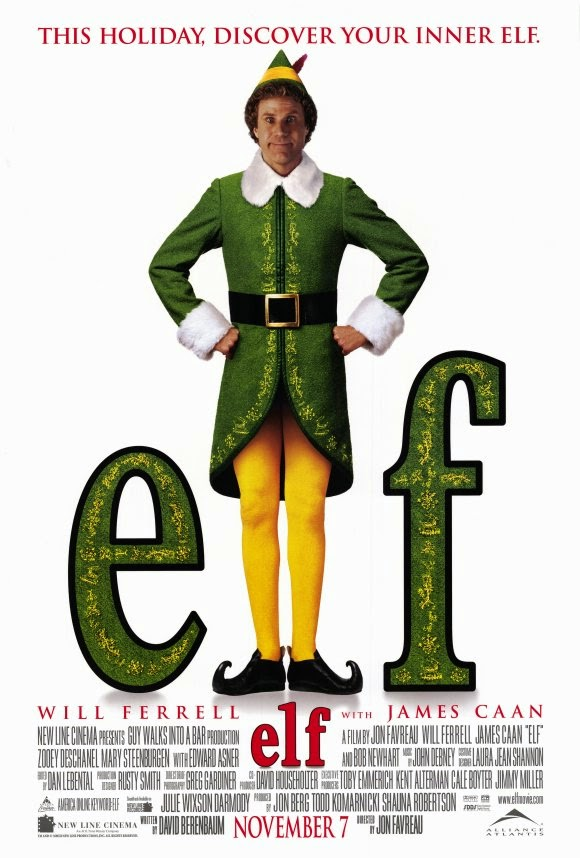 THIS HOLIDAY, DISCOVER YOUR INNER ELF.
e f
WILL FERRELL elf WITH JAMES CAAN
NEW LINE CINEMA PRESENTS A GUY WALKS INTO A BAR PRODUCTION A FILM BY JON FAVREAU WILL FERRELL JAMES CAAN "ELF"
ZOOEY DESCHANEL MARY STEENBURGEN WITH EDWARD ASNER AND BOB NEWHART MUSIC BY JOHN DEBNEY COSTUME DESIGNER LAURA JEAN SHANNON
EDITED BY DAN LEBENTAL PRODUCTION DESIGNER RUSTY SMITH DIRECTOR OF PHOTOGRAPHY GREG GARDINER CO-PRODUCER DAVID HOUSEHOLTER EXECUTIVE PRODUCERS TOBY EMMERICH KENT ALTERMAN CALE BOYTER JIMMY MILLER
AMERICA ONLINE KEYWORD: ELF JULIE WIXSON DARMODY PRODUCED BY JON BERG TODD KOMARNICKI SHAUNA ROBERTSON www.elfmovie.com
NEW LINE CINEMA WRITTEN BY DAVID BERENBAUM NOVEMBER 7 DIRECTED BY JON FAVREAU
ALLIANCE
ATLANTIS